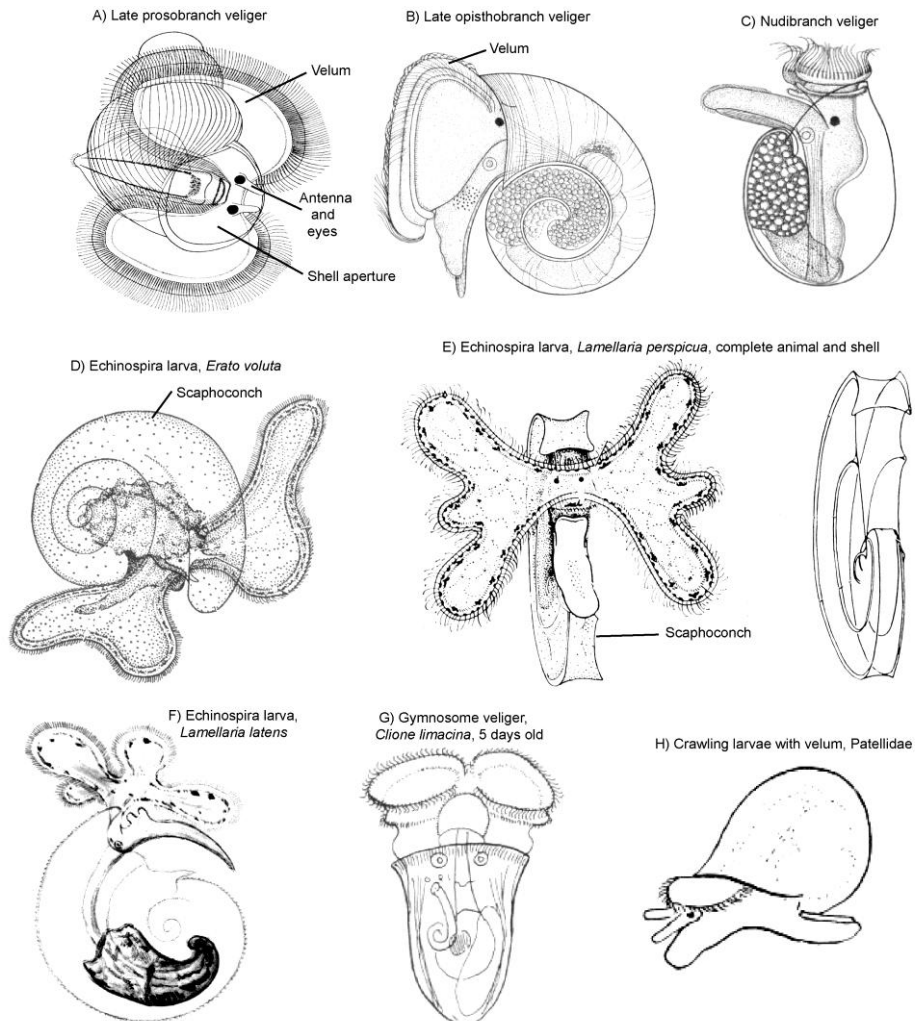 A) Late prosobranch veliger
B) Late opisthobranch veliger
C) Nudibranch veliger
Velum
Velum
Antenna
and
eyes
Shell aperture
D) Echinospira larva, Erato voluta
Scaphoconch
E) Echinospira larva, Lamellaria perspicua, complete animal and shell
Scaphoconch
F) Echinospira larva,
Lamellaria latens
G) Gymnosome veliger,
Clione limacina, 5 days old
H) Crawling larvae with velum, Patellidae